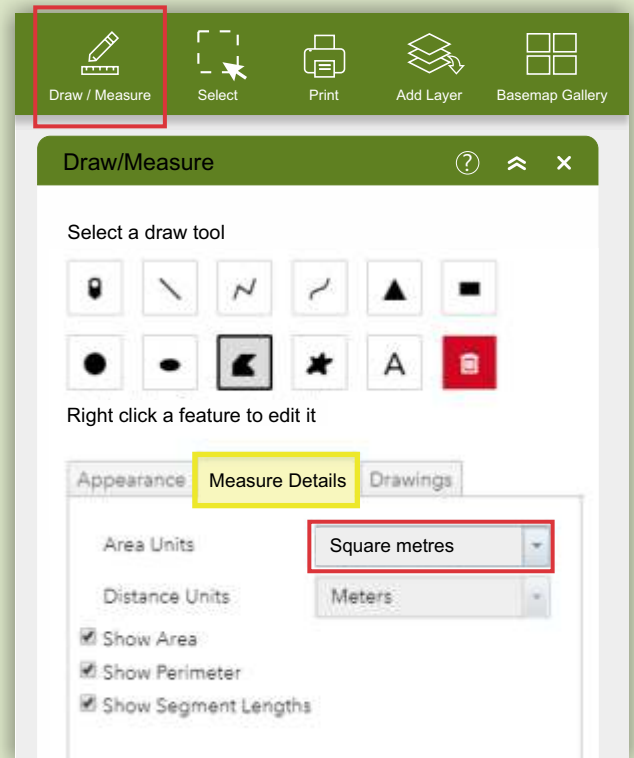 Draw / Measure Select Print Add Layer Basemap Gallery
Draw/Measure ?
Select a draw tool
A
Right click a feature to edit it
Appearance Measure Details Drawings
Area Units Square metres
Distance Units Meters
Show Area
Show Perimeter
Show Segment Lengths